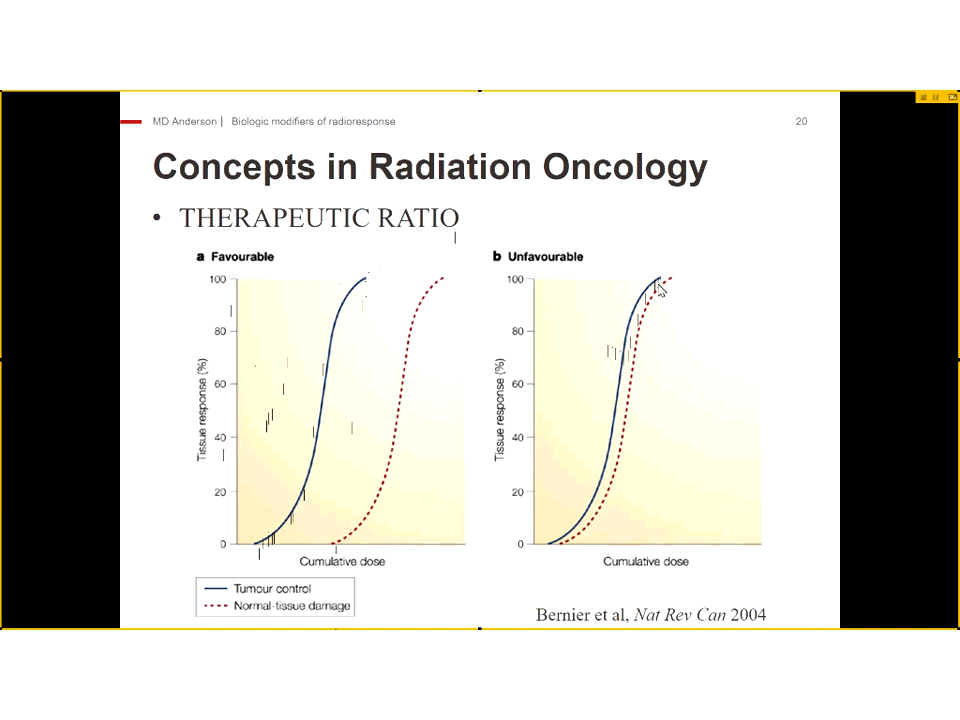 MD Anderson | Biologic modifiers of radioresponse
20
Concepts in Radiation Oncology
• THERAPEUTIC RATIO
a Favourable
100
80
60
40
20
0
Tissue response (%)
Cumulative dose
b Unfavourable
100
80
60
40
20
0
Tissue response (%)
Cumulative dose
Tumour control
Normal-tissue damage
Bernier et al, Nat Rev Can 2004